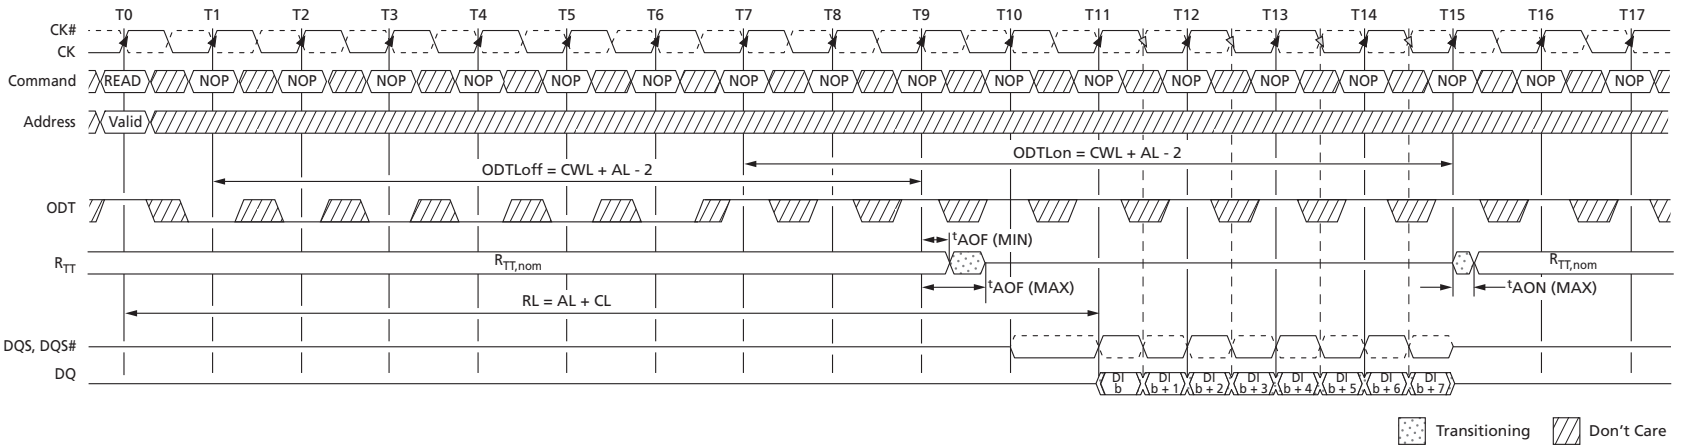 T0 T1 T2 T3 T4 T5 T6 T7 T8 T9 T10 T11 T12 T13 T14 T15 T16 T17
CK#
CK
Command READ NOP NOP NOP NOP NOP NOP NOP NOP NOP NOP NOP NOP NOP NOP NOP NOP NOP
Address Valid
ODTLon = CWL + AL - 2
ODTLoff = CWL + AL - 2
ODT
tAOF (MIN)
RTT RTT,nom RTT,nom
tAOF (MAX) tAON (MAX)
RL = AL + CL
DQS, DQS#
DQ
DI b DI b + 1 DI b + 2 DI b + 3 DI b + 4 DI b + 5 DI b + 6 DI b + 7
Transitioning Don't Care